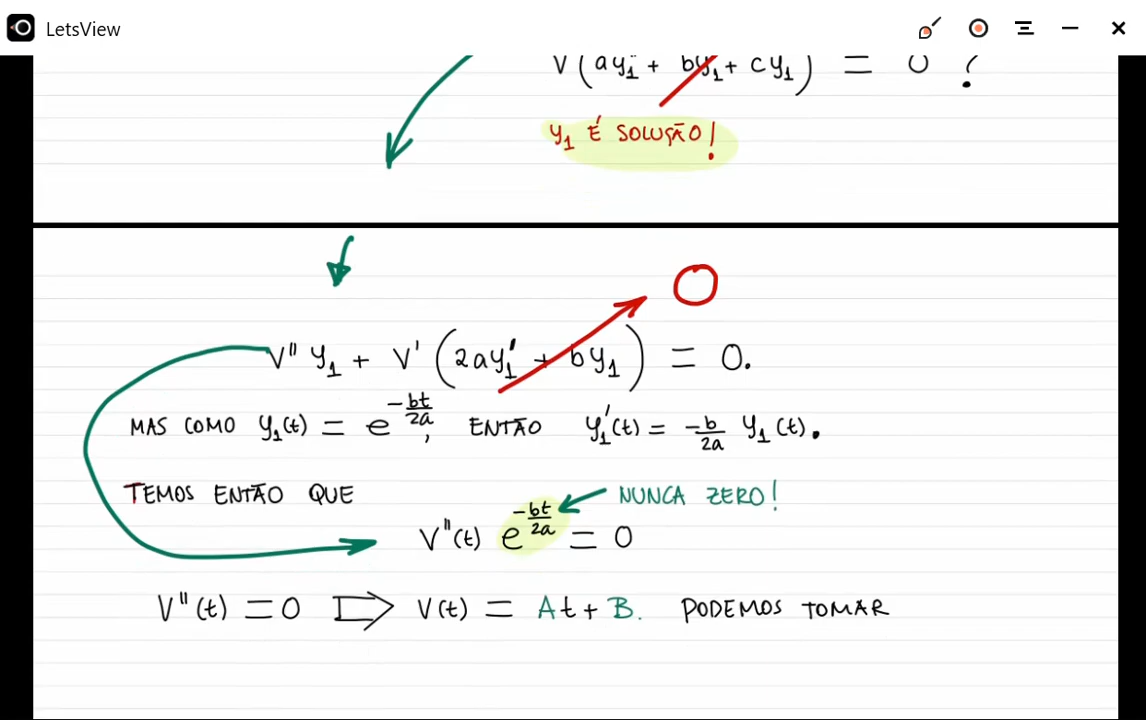 LetsView
V(ay₁" + by₁ + cy₁) = 0 ?
y₁ É SOLUÇÃO!
O
V" y₁ + V' (2ay₁' + by₁) = 0.
MAS COMO y₁(t) = e^(-bt/2a), ENTÃO y₁'(t) = -b/2a y₁(t).
TEMOS ENTÃO QUE
NUNCA ZERO!
V"(t) e^(-bt/2a) = 0
V"(t) = 0 ⇒ V(t) = At + B. PODEMOS TOMAR